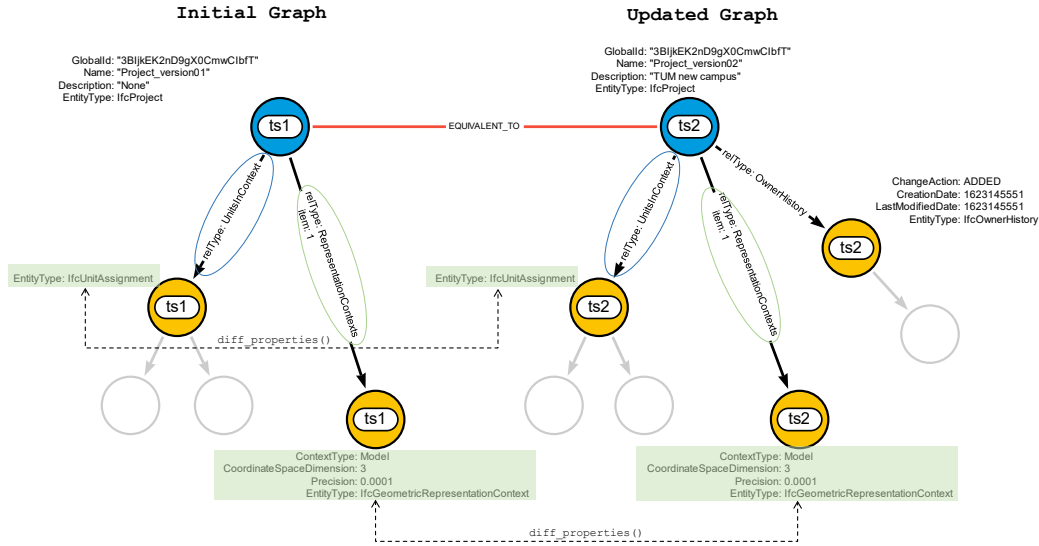 Initial Graph
Updated Graph
GlobalId: "3BIjkEK2nD9gX0CmwCIbfT"
Name: "Project_version01"
Description: "None"
EntityType: IfcProject
GlobalId: "3BIjkEK2nD9gX0CmwCIbfT"
Name: "Project_version02"
Description: "TUM new campus"
EntityType: IfcProject
ts1
EQUIVALENT_TO
ts2
relType: UnitsInContext
relType: RepresentationContexts
item: 1
relType: UnitsInContext
relType: RepresentationContexts
item: 1
relType: OwnerHistory
ChangeAction: ADDED
CreationDate: 1623145551
LastModifiedDate: 1623145551
EntityType: IfcOwnerHistory
ts2
EntityType: IfcUnitAssignment
ts1
EntityType: IfcUnitAssignment
ts2
diff_properties()
ts1
ts2
ContextType: Model
CoordinateSpaceDimension: 3
Precision: 0.0001
EntityType: IfcGeometricRepresentationContext
ContextType: Model
CoordinateSpaceDimension: 3
Precision: 0.0001
EntityType: IfcGeometricRepresentationContext
diff_properties()